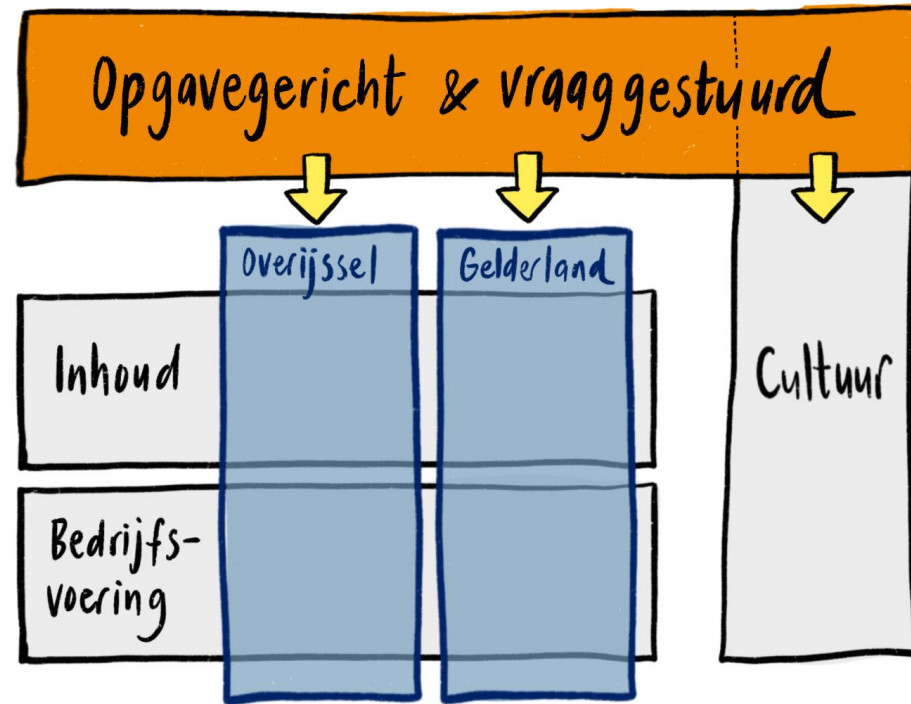 Opgavegericht & vraaggestuurd
Overijssel
Gelderland
Inhoud
Cultuur
Bedrijfs-
voering